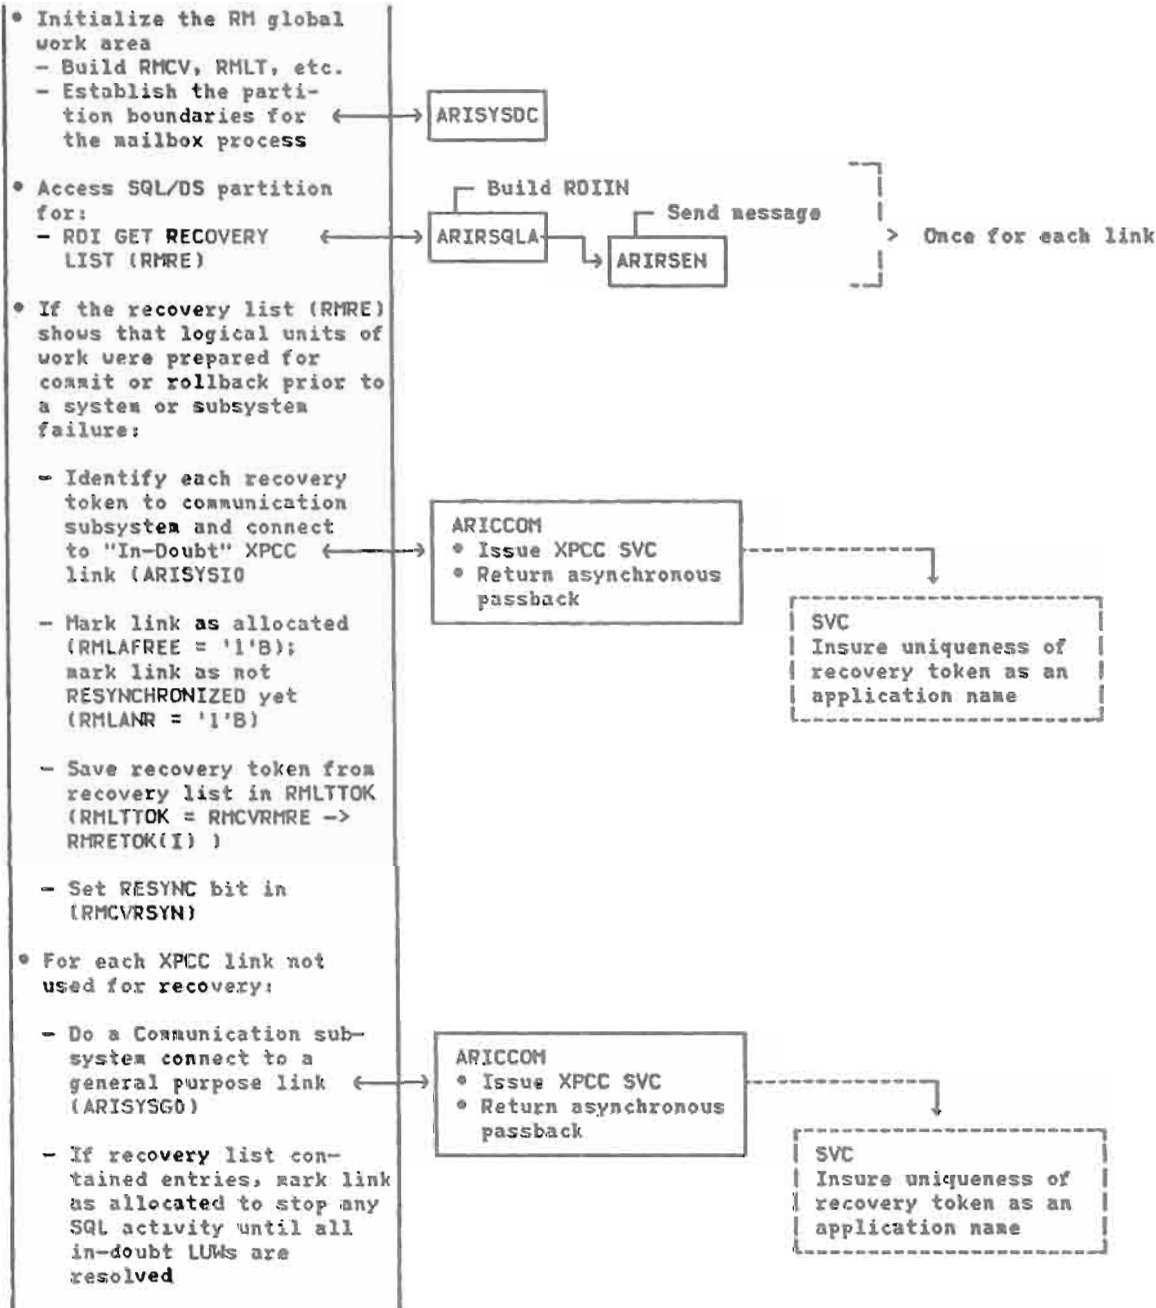 • Initialize the RM global
work area
– Build RMCV, RMLT, etc.
– Establish the parti-
tion boundaries for
the mailbox process
ARISYSDC
• Access SQL/DS partition
for:
– RDI GET RECOVERY
LIST (RMRE)
Build RDIIN
ARIRSQLA
Send message
ARIRSEN
Once for each link
• If the recovery list (RMRE)
shows that logical units of
work were prepared for
commit or rollback prior to
a system or subsystem
failure:
– Identify each recovery
token to communication
subsystem and connect
to "In-Doubt" XPCC
link (ARISYSIO
ARICCOM
• Issue XPCC SVC
• Return asynchronous
passback
SVC
Insure uniqueness of
recovery token as an
application name
– Mark link as allocated
(RMLAFREE = '1'B);
mark link as not
RESYNCHRONIZED yet
(RMLANR = '1'B)
– Save recovery token from
recovery list in RMLTTOK
(RMLTTOK = RMCVRMRE ->
RMRETOK(I) )
– Set RESYNC bit in
(RMCVRSYN)
• For each XPCC link not
used for recovery:
– Do a Communication sub-
system connect to a
general purpose link
(ARISYSGO)
ARICCOM
• Issue XPCC SVC
• Return asynchronous
passback
SVC
Insure uniqueness of
recovery token as an
application name
– If recovery list con-
tained entries, mark link
as allocated to stop any
SQL activity until all
in-doubt LUWs are
resolved